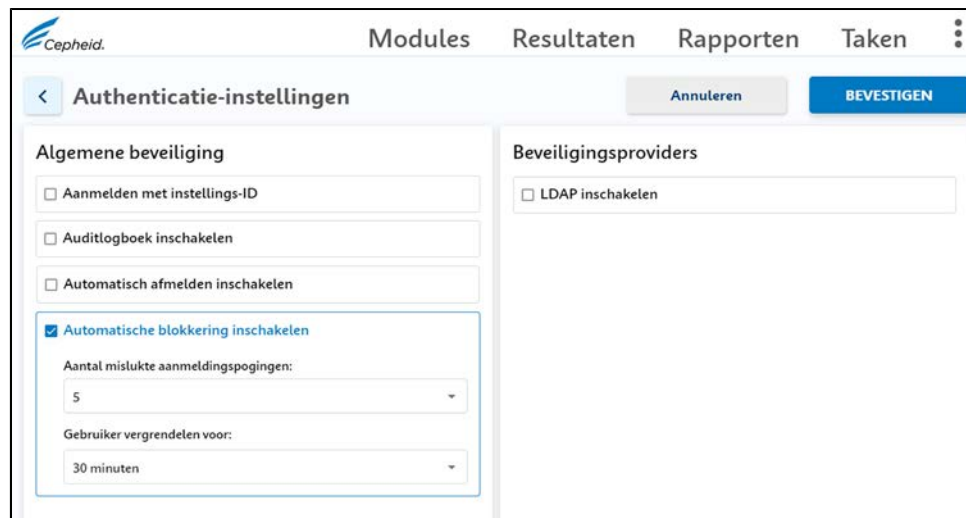 Cepheid.
Modules Resultaten Rapporten Taken
Authenticatie-instellingen
Annuleren
BEVESTIGEN
Algemene beveiliging
Aanmelden met instellings-ID
Auditlogboek inschakelen
Automatisch afmelden inschakelen
Automatische blokkering inschakelen
Aantal mislukte aanmeldingspogingen:
5
Gebruiker vergrendelen voor:
30 minuten
Beveiligingsproviders
LDAP inschakelen